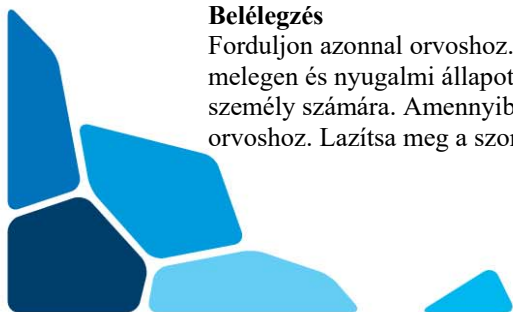 Belélegzés
Forduljon azonnal orvoshoz.
melegen és nyugalmi állapot
személy számára. Amennyib
orvoshoz. Lazítsa meg a szor